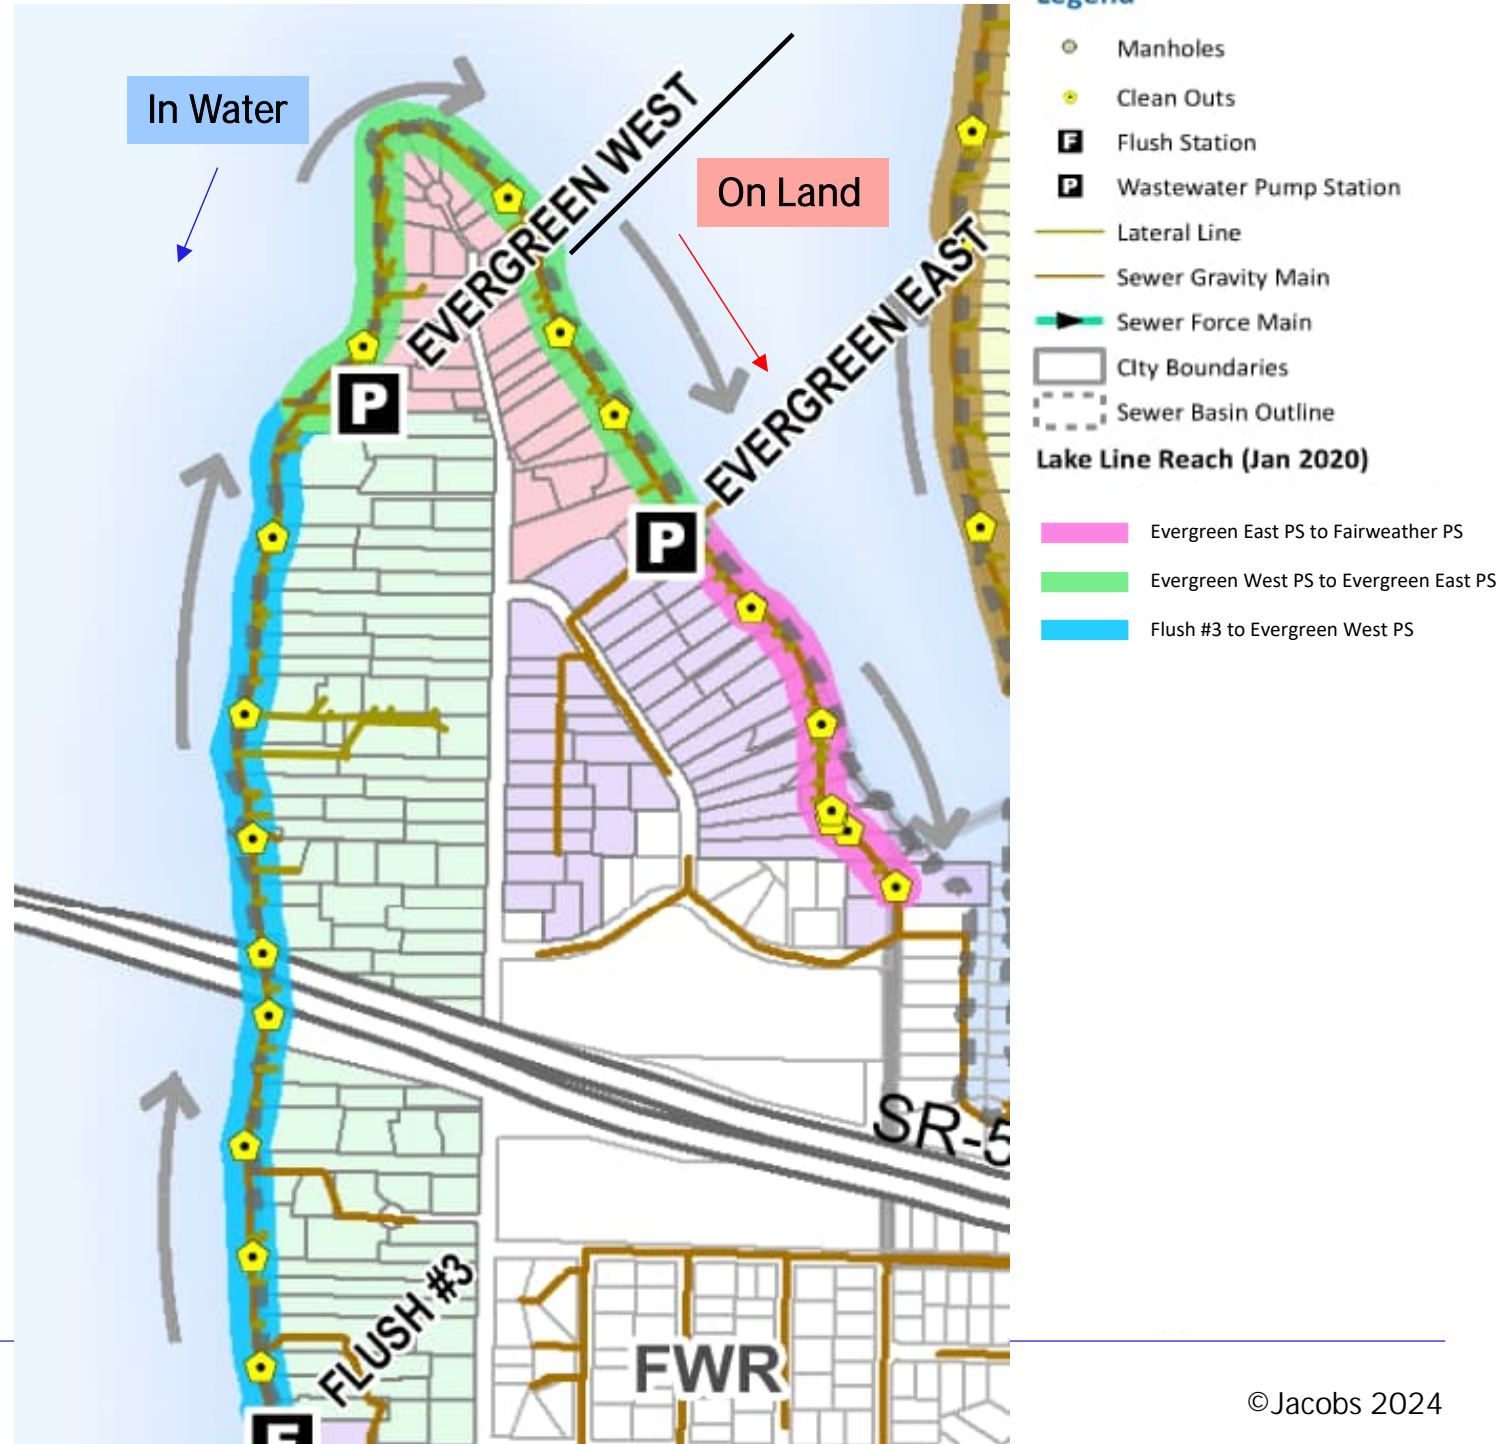 Legend
Manholes
Clean Outs
F Flush Station
P Wastewater Pump Station
Lateral Line
Sewer Gravity Main
Sewer Force Main
CIty Boundaries
Sewer Basin Outline
Lake Line Reach (Jan 2020)
Evergreen East PS to Fairweather PS
Evergreen West PS to Evergreen East PS
Flush #3 to Evergreen West PS
In Water
On Land
EVERGREEN WEST
EVERGREEN EAST
P
P
SR-5
FLUSH #3
FWR
F
©Jacobs 2024